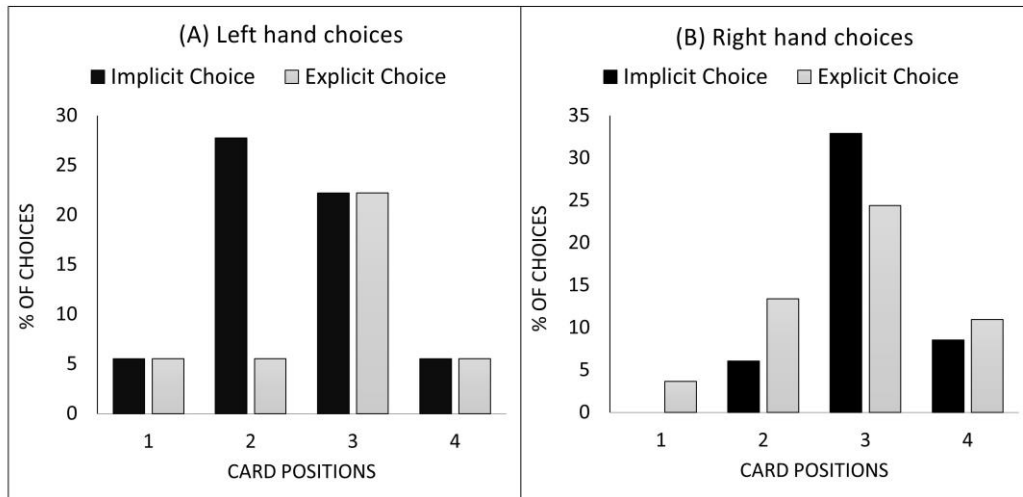 (A) Left hand choices
Implicit Choice Explicit Choice
% OF CHOICES
30
25
20
15
10
5
0
1 2 3 4
CARD POSITIONS
(B) Right hand choices
Implicit Choice Explicit Choice
% OF CHOICES
35
30
25
20
15
10
5
0
1 2 3 4
CARD POSITIONS